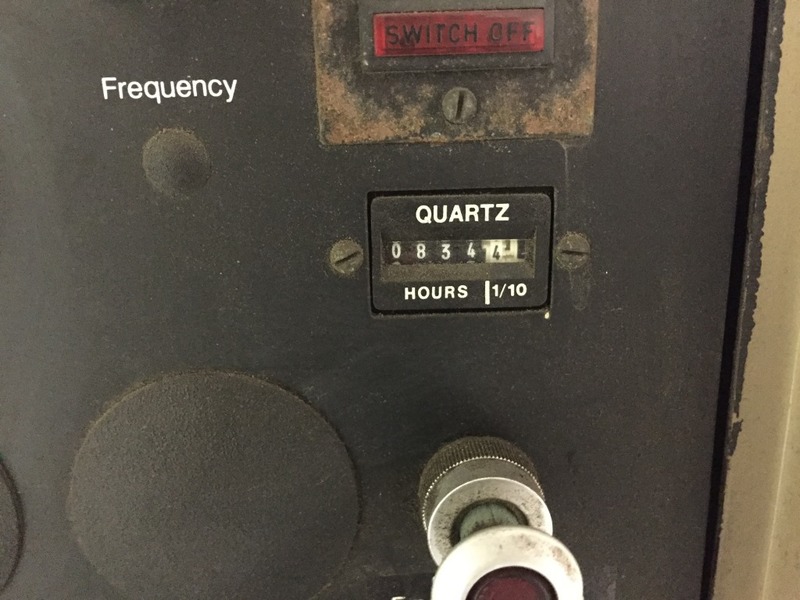 SWITCH OFF
Frequency
QUARTZ
0 8 3 4 4
HOURS 1/10